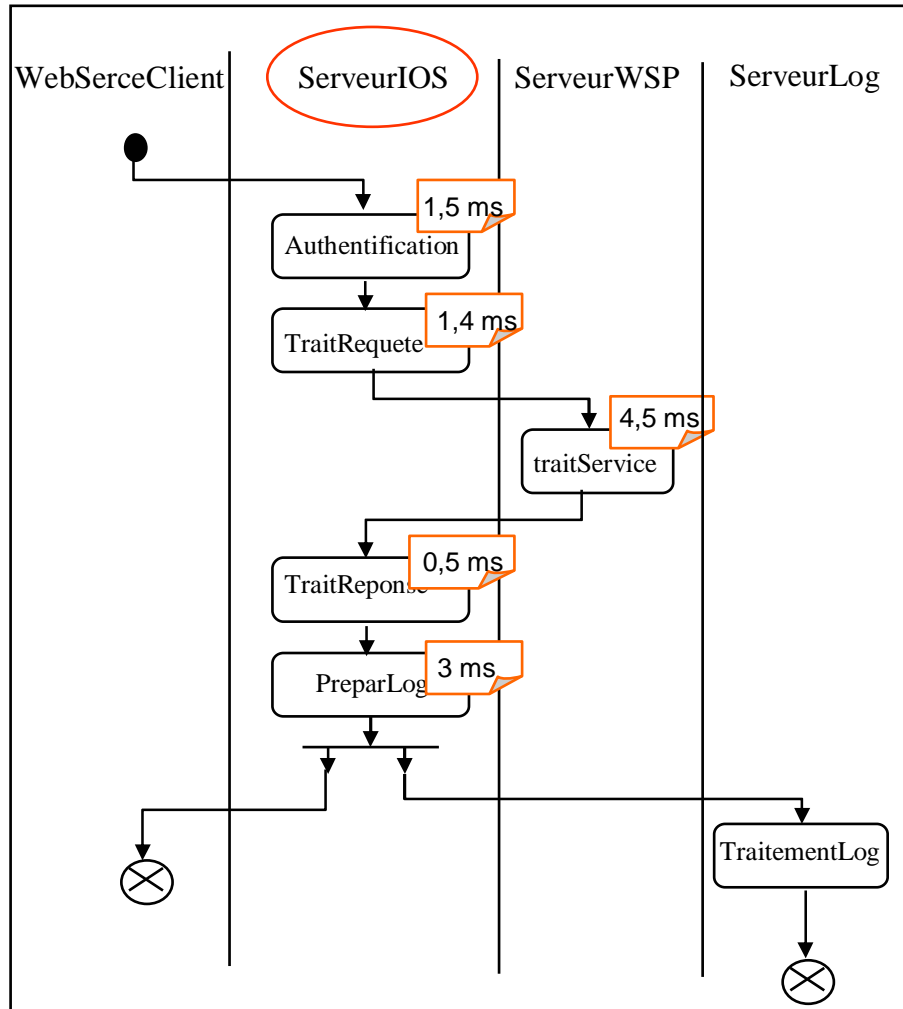 WebSerceClient
ServeurIOS
ServeurWSP
ServeurLog
1,5 ms
Authentification
1,4 ms
TraitRequete
4,5 ms
traitService
0,5 ms
TraitReponse
3 ms
PreparLog
TraitementLog